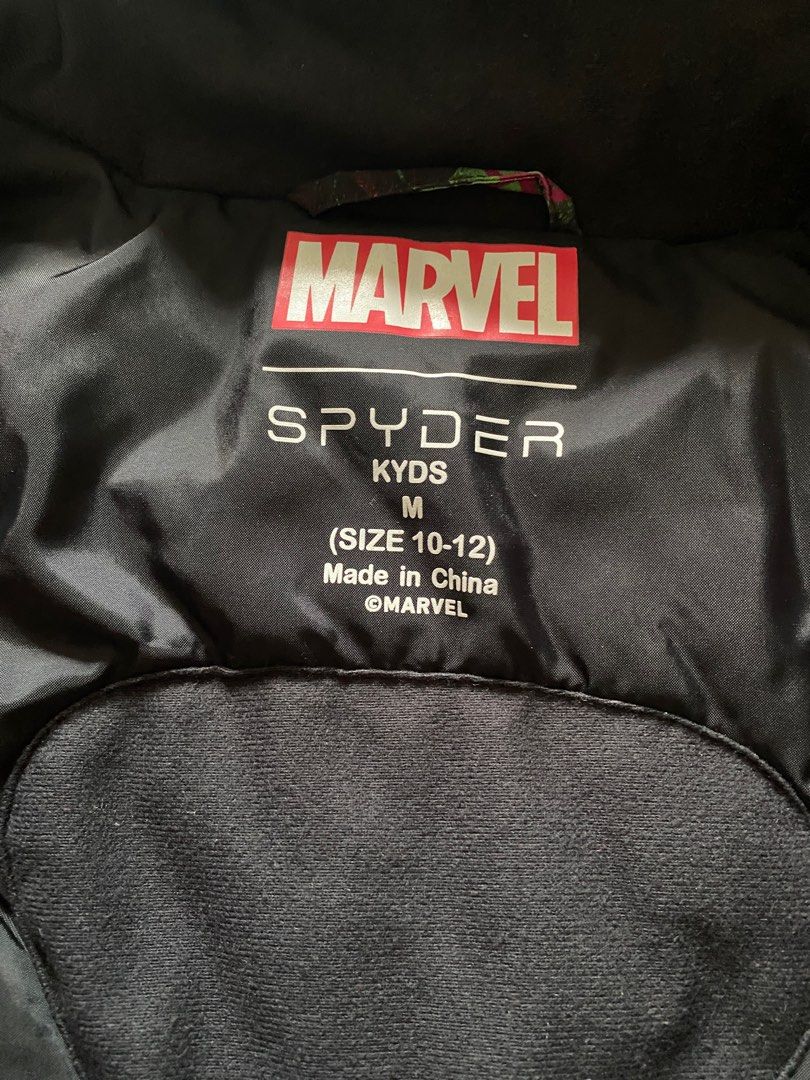 MARVEL
SPYDER
KYDS
M
(SIZE 10-12)
Made in China
©MARVEL